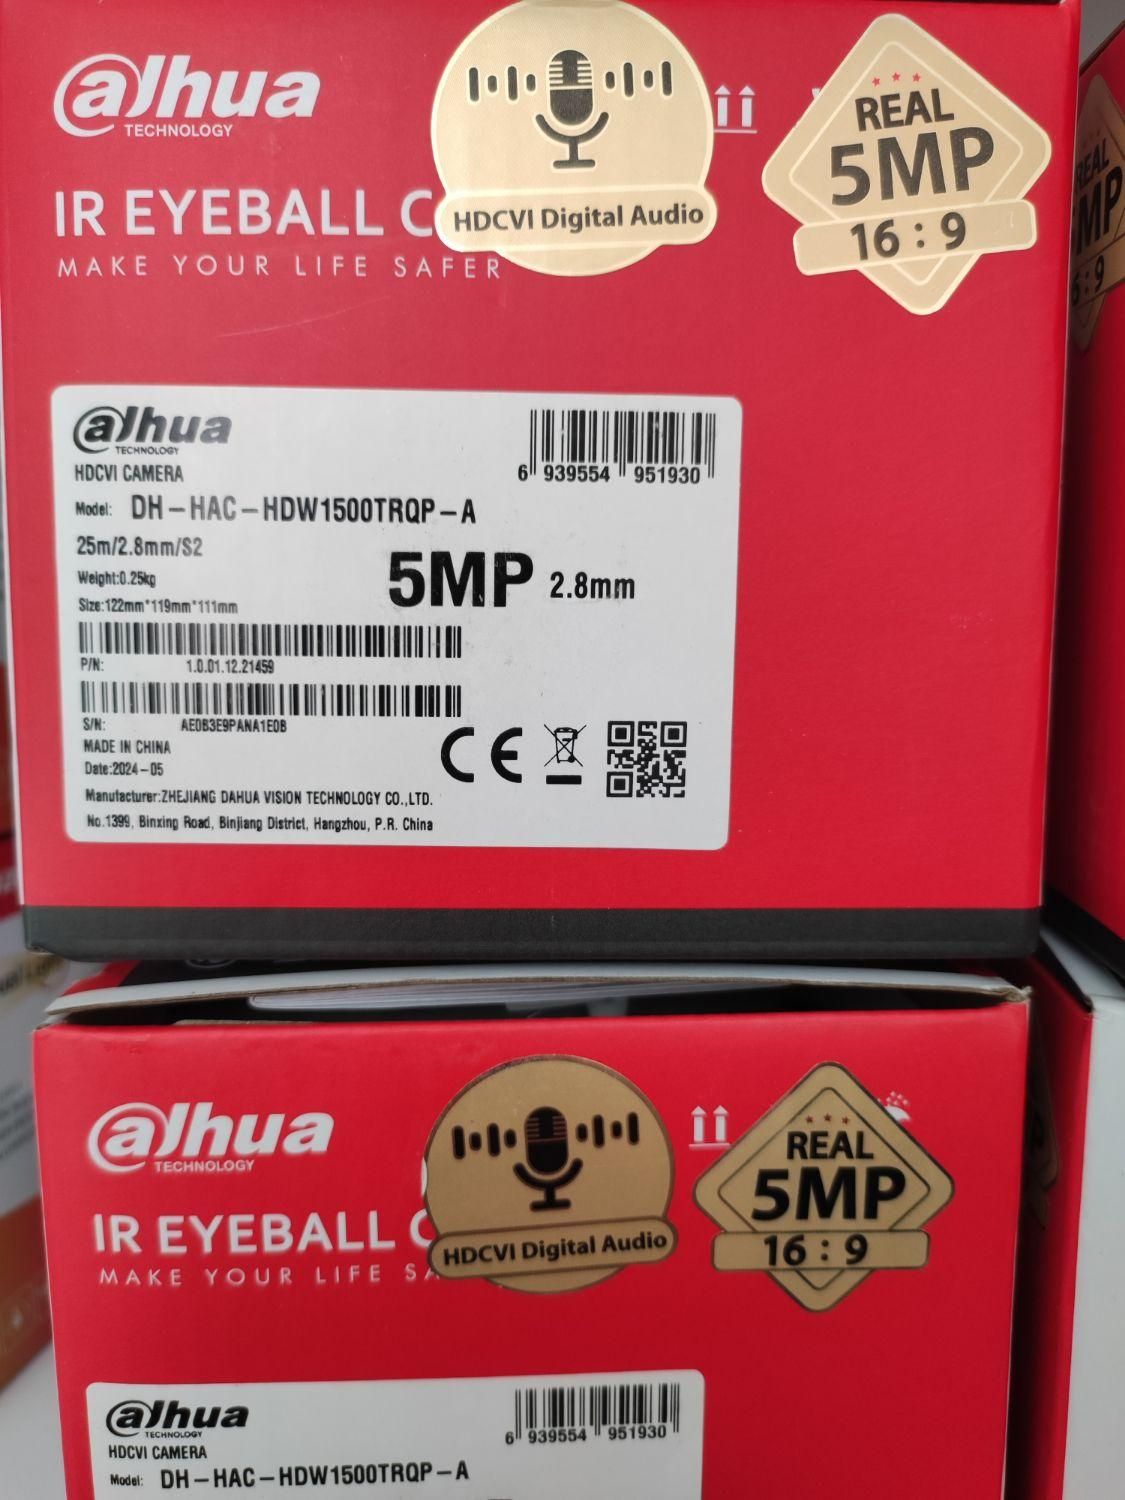 alhua
TECHNOLOGY
HDCVI Digital Audio
REAL
5MP
16 : 9
IR EYEBALL C
MAKE YOUR LIFE SAFER
REAL
5MP
alhua
TECHNOLOGY
HDCVI CAMERA
6 939554 951930
Model: DH-HAC-HDW1500TRQP-A
25m/2.8mm/S2
5MP 2.8mm
Weight:0.25kg
Size:122mm*119mm*111mm
P/N: 1.0.01.12.21459
S/N: AE0B3E9PANA1E0B
MADE IN CHINA
Date:2024-05
CE
Manufacturer:ZHEJIANG DAHUA VISION TECHNOLOGY CO.,LTD.
No.1399, Binxing Road, Binjiang District, Hangzhou, P.R. China
alhua
TECHNOLOGY
HDCVI Digital Audio
REAL
5MP
16 : 9
IR EYEBALL C
MAKE YOUR LIFE SA
alhua
TECHNOLOGY
HDCVI CAMERA
6 939554 951930
Model: DH-HAC-HDW1500TRQP-A